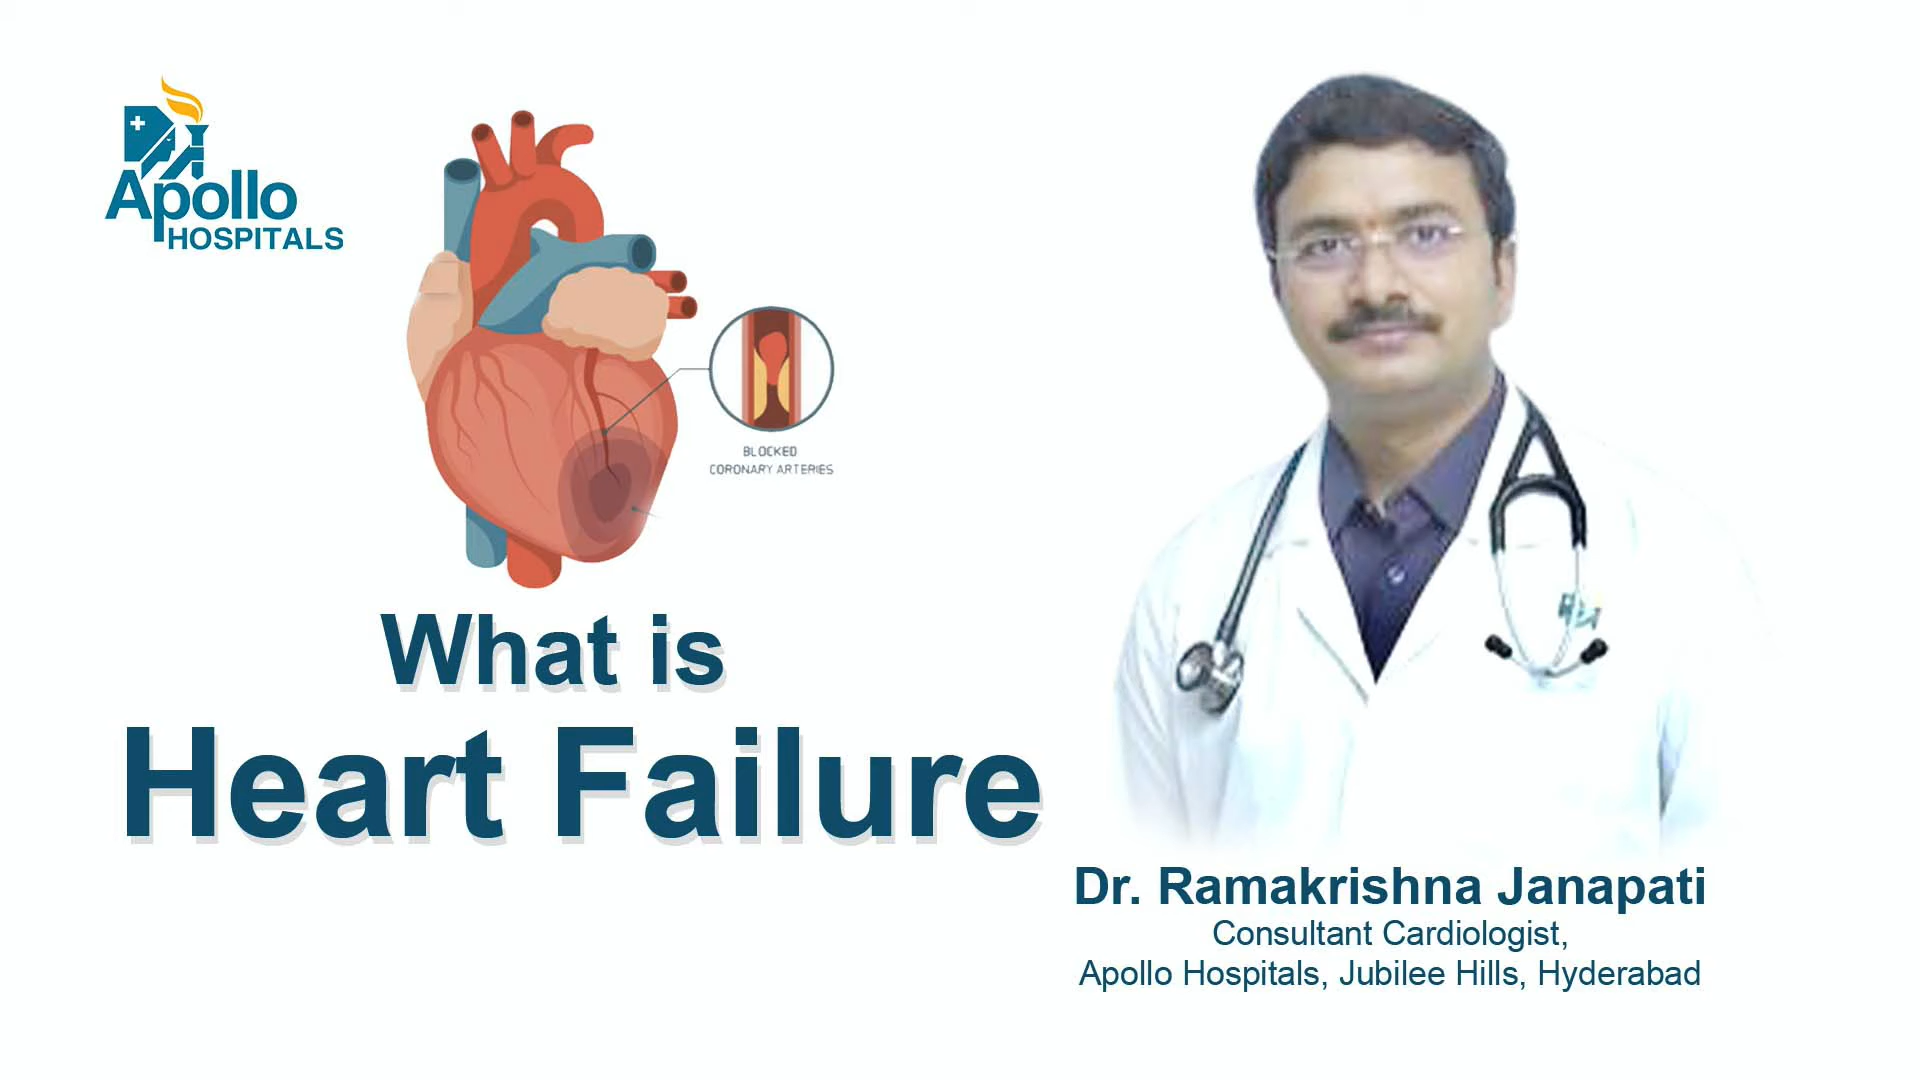 Apollo
HOSPITALS
BLOCKED
CORONARY ARTERIES
What is
Heart Failure
Dr. Ramakrishna Janapati
Consultant Cardiologist,
Apollo Hospitals, Jubilee Hills, Hyderabad